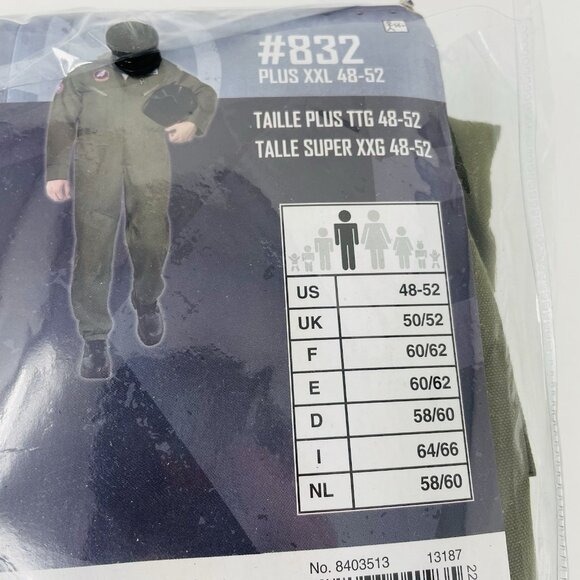 #832
PLUS XXL 48-52
TAILLE PLUS TTG 48-52
TALLE SUPER XXG 48-52
US 48-52
UK 50/52
F 60/62
E 60/62
D 58/60
I 64/66
NL 58/60
No. 8403513 13187
22